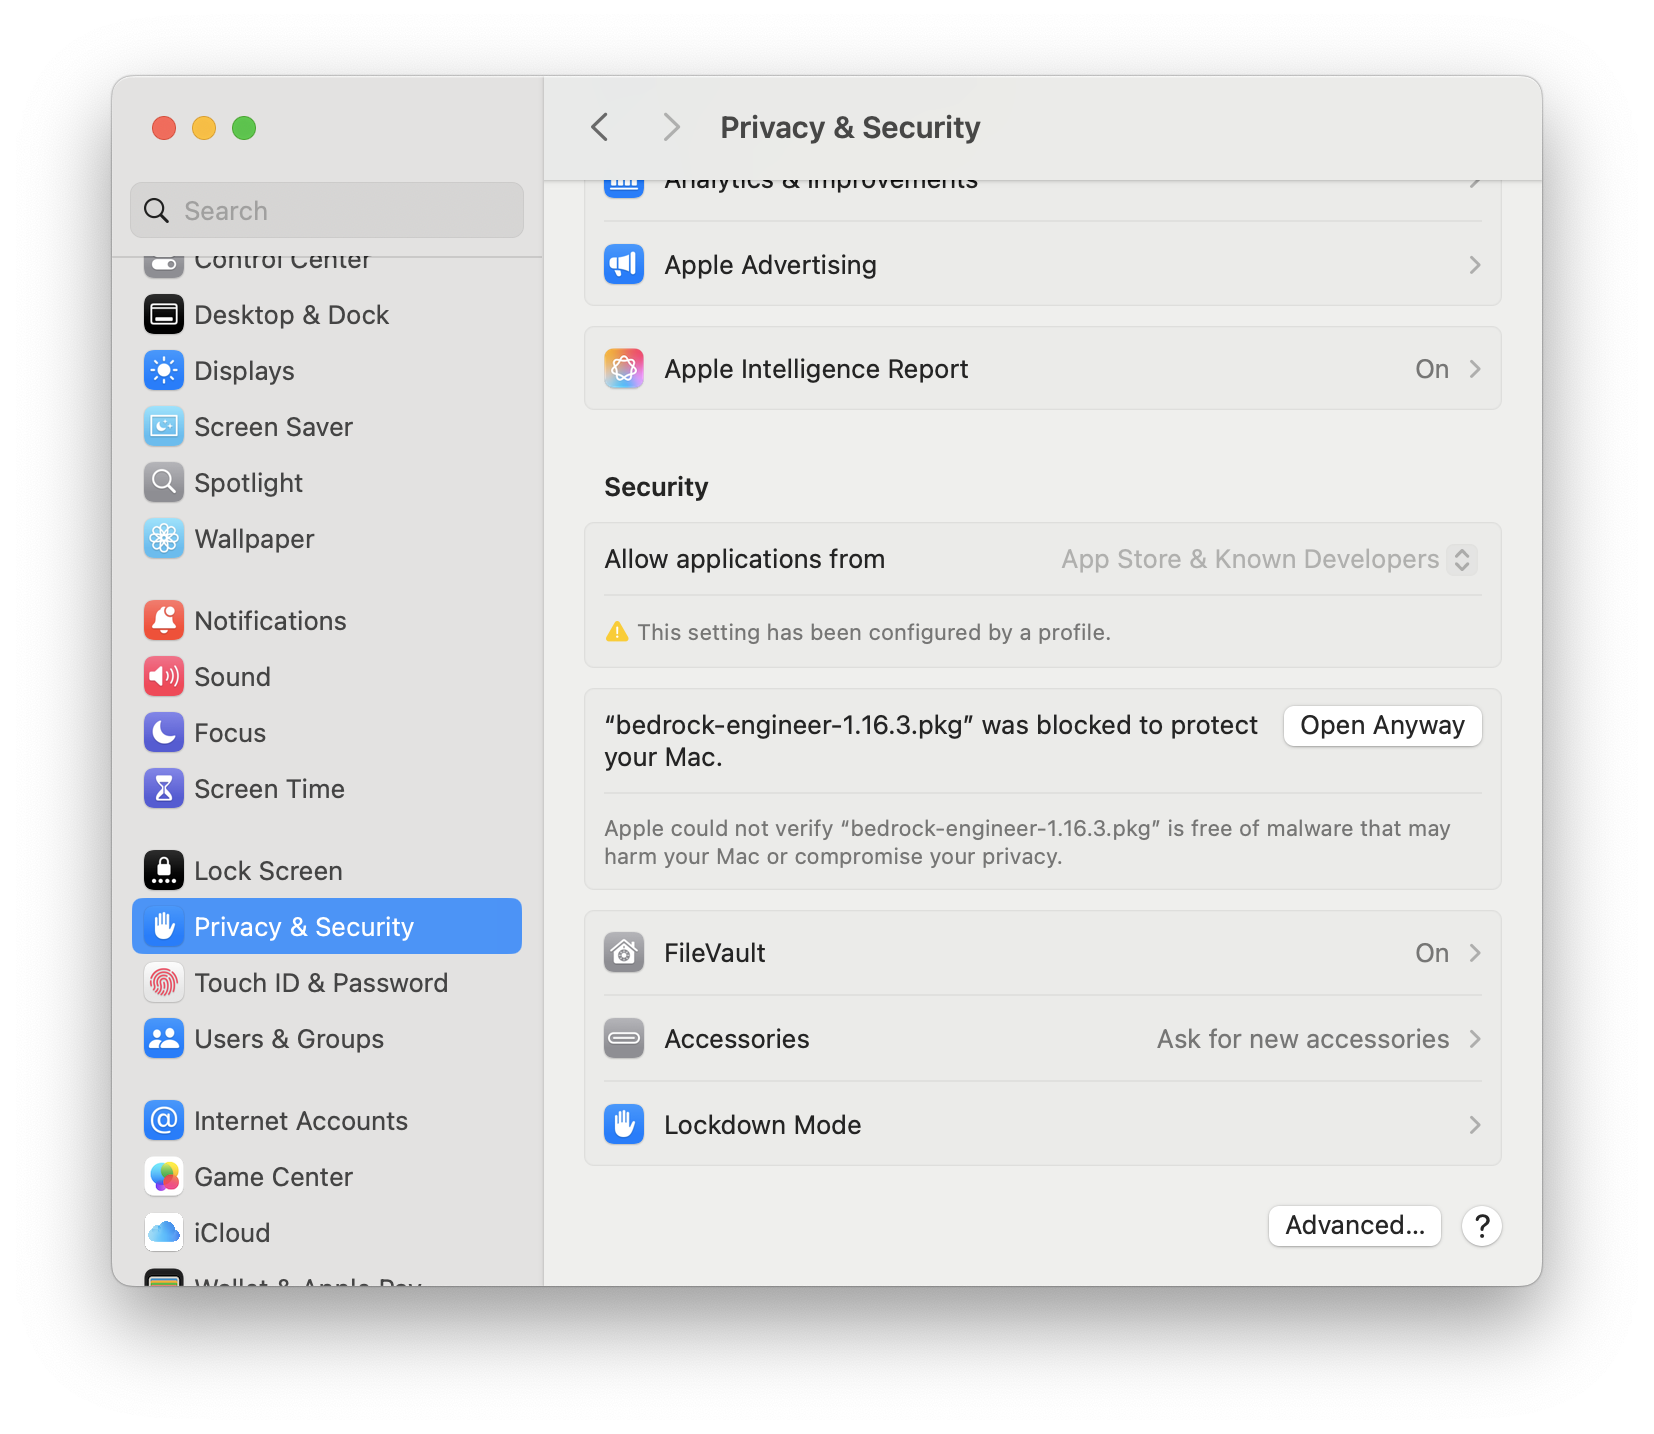 Privacy & Security
Search
Control Center
Desktop & Dock
Displays
Screen Saver
Spotlight
Wallpaper
Notifications
Sound
Focus
Screen Time
Lock Screen
Privacy & Security
Touch ID & Password
Users & Groups
Internet Accounts
Game Center
iCloud
Wallet & Apple Pay
Analytics & Improvements
Apple Advertising
Apple Intelligence Report On
Security
Allow applications from App Store & Known Developers
This setting has been configured by a profile.
“bedrock-engineer-1.16.3.pkg” was blocked to protect
your Mac.
Open Anyway
Apple could not verify “bedrock-engineer-1.16.3.pkg” is free of malware that may
harm your Mac or compromise your privacy.
FileVault On
Accessories Ask for new accessories
Lockdown Mode
Advanced... ?